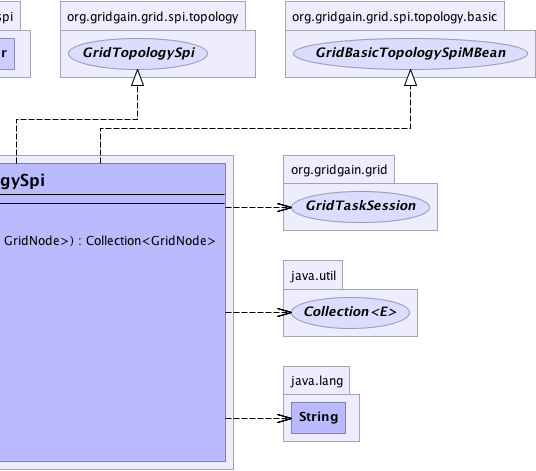 spi
org.gridgain.grid.spi.topology
org.gridgain.grid.spi.topology.basic
r
GridTopologySpi
GridBasicTopologySpiMBean
gySpi
org.gridgain.grid
GridTaskSession
GridNode>) : Collection<GridNode>
java.util
Collection<E>
java.lang
String